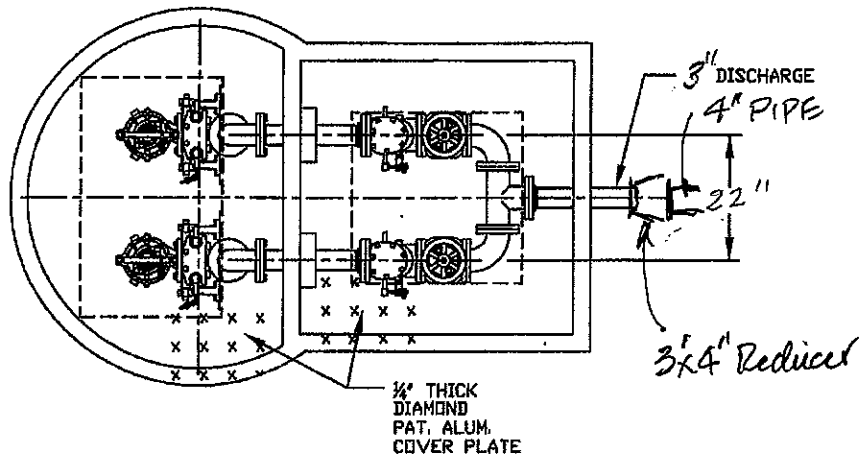 3" DISCHARGE
4" PIPE
22"
3"x4" Reducer
¼" THICK
DIAMOND
PAT. ALUM.
COVER PLATE